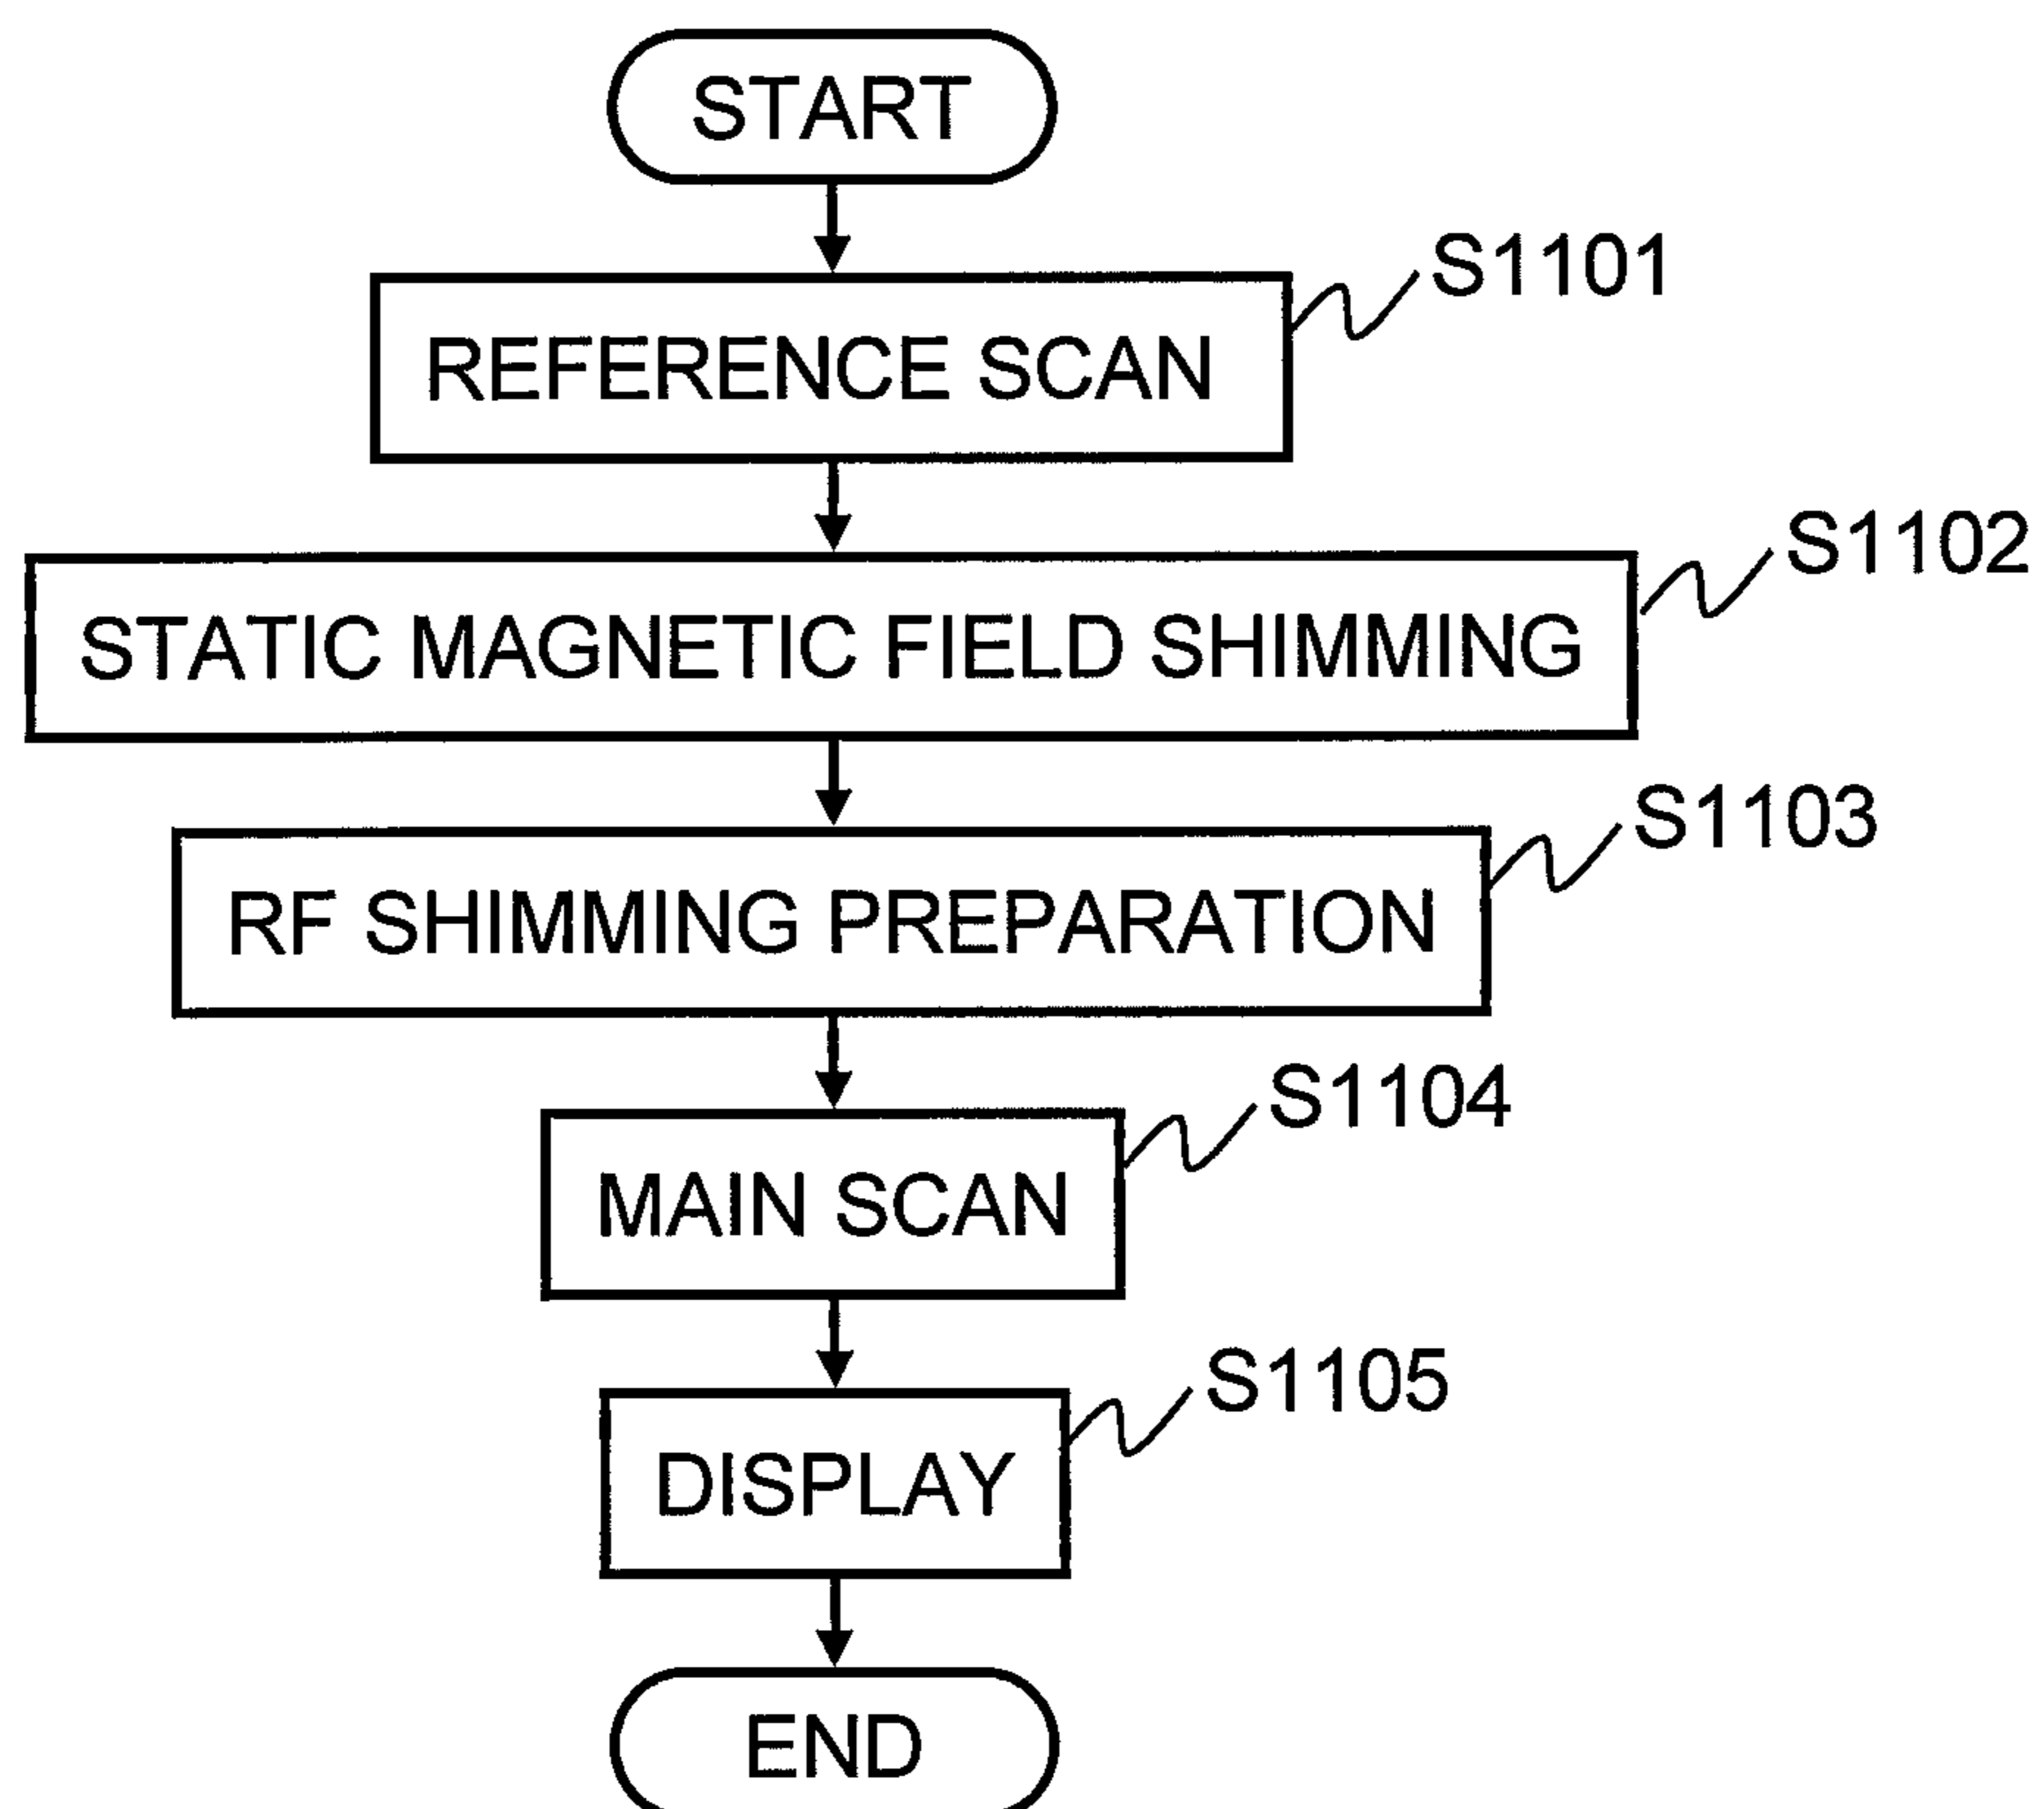 START
S1101
REFERENCE SCAN
S1102
STATIC MAGNETIC FIELD SHIMMING
S1103
RF SHIMMING PREPARATION
S1104
MAIN SCAN
S1105
DISPLAY
END